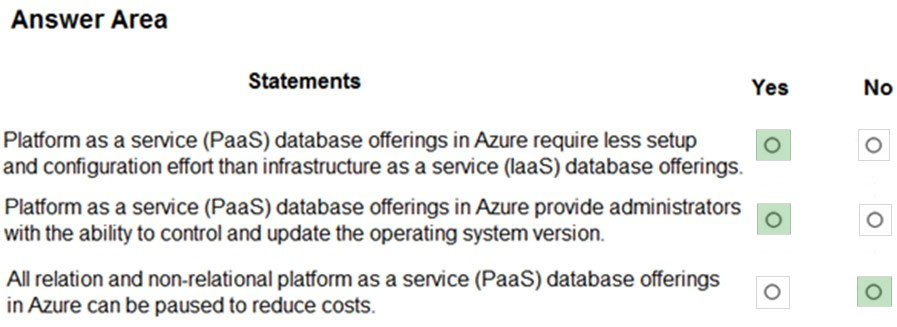 Answer Area
Statements Yes No
Platform as a service (PaaS) database offerings in Azure require less setup
and configuration effort than infrastructure as a service (IaaS) database offerings.
Platform as a service (PaaS) database offerings in Azure provide administrators
with the ability to control and update the operating system version.
All relation and non-relational platform as a service (PaaS) database offerings
in Azure can be paused to reduce costs.